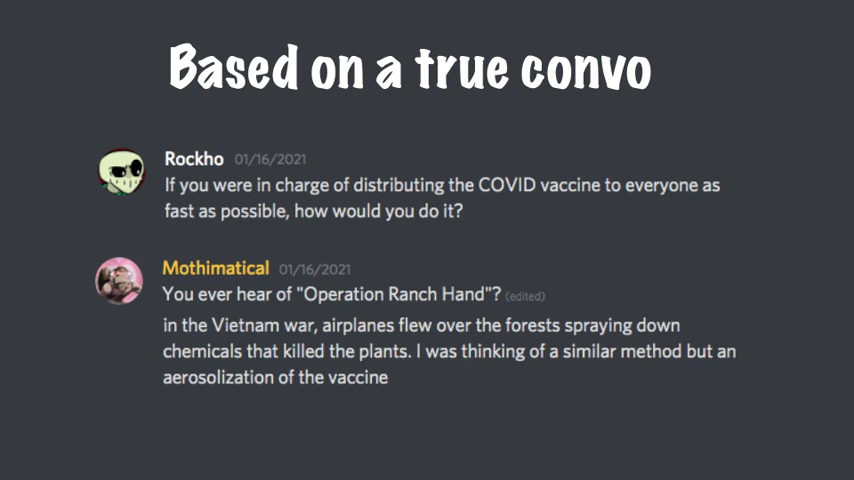 Based on a true convo
Rockho 01/16/2021
If you were in charge of distributing the COVID vaccine to everyone as
fast as possible, how would you do it?
Mothimatical 01/16/2021
You ever hear of "Operation Ranch Hand"? (edited)
in the Vietnam war, airplanes flew over the forests spraying down
chemicals that killed the plants. I was thinking of a similar method but an
aerosolization of the vaccine